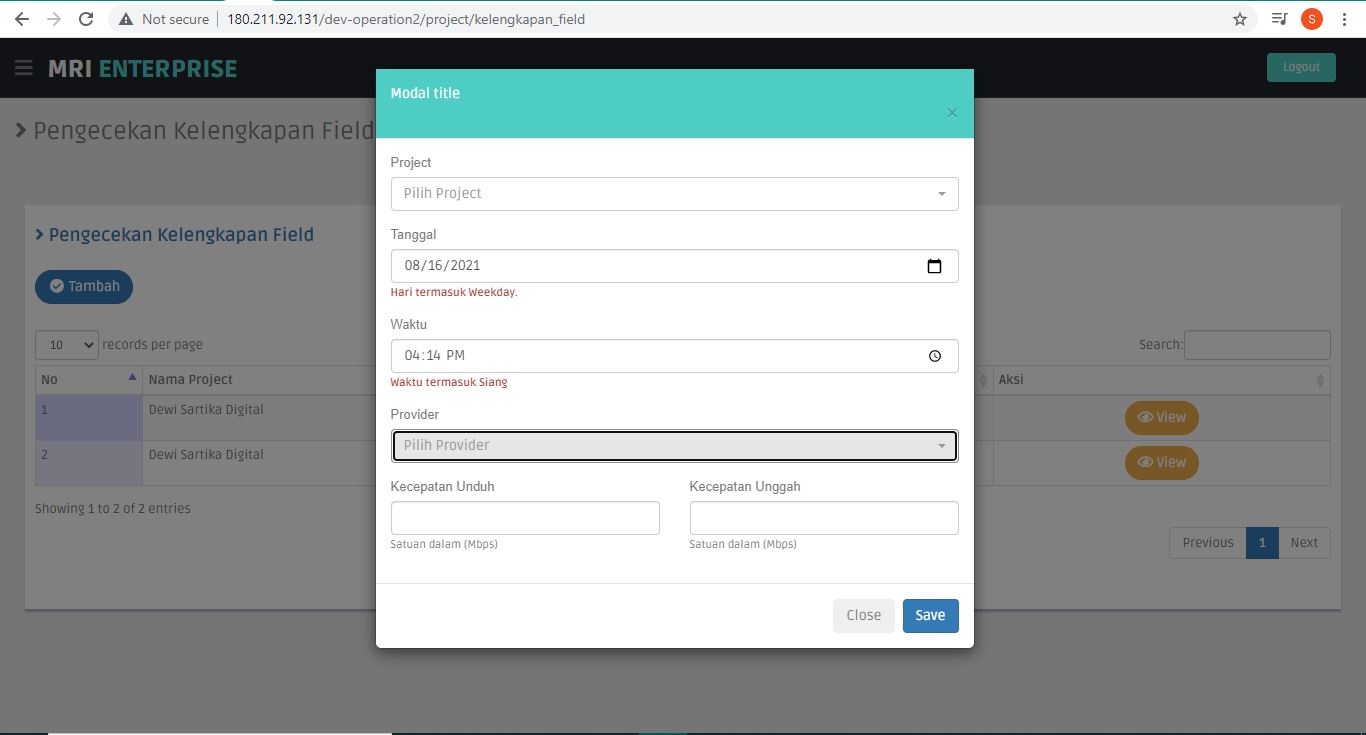 Not secure
180.211.92.131/dev-operation2/project/kelengkapan_field
S
MRI ENTERPRISE
Logout
Pengecekan Kelengkapan Field
Modal title
×
Project
Pilih Project
Tanggal
08/16/2021
Hari termasuk Weekday.
Waktu
04:14 PM
Waktu termasuk Siang
Provider
Pilih Provider
Kecepatan Unduh
Kecepatan Unggah
Satuan dalam (Mbps)
Satuan dalam (Mbps)
Close
Save
Pengecekan Kelengkapan Field
Tambah
10 records per page
Search:
No
Nama Project
Aksi
1
Dewi Sartika Digital
View
2
Dewi Sartika Digital
View
Showing 1 to 2 of 2 entries
Previous
1
Next